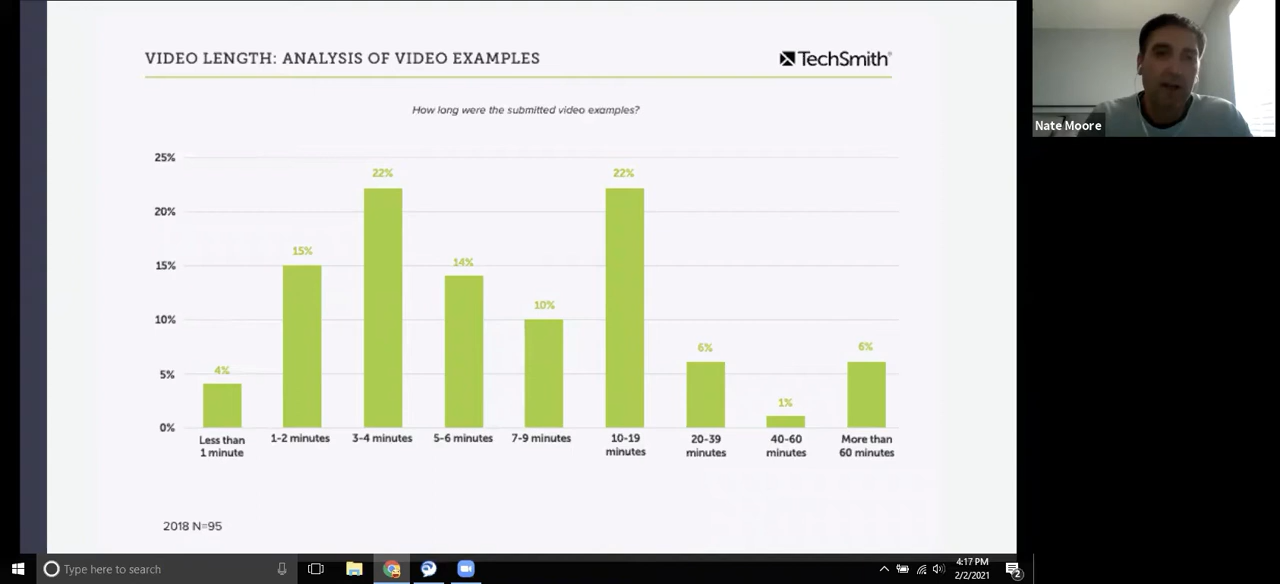 VIDEO LENGTH: ANALYSIS OF VIDEO EXAMPLES
TechSmith®
How long were the submitted video examples?
25%
20%
15%
10%
5%
0%
4%
15%
22%
14%
10%
22%
6%
1%
6%
Less than
1 minute
1-2 minutes
3-4 minutes
5-6 minutes
7-9 minutes
10-19
minutes
20-39
minutes
40-60
minutes
More than
60 minutes
2018 N=95
Nate Moore
Type here to search
4:17 PM
2/2/2021
2